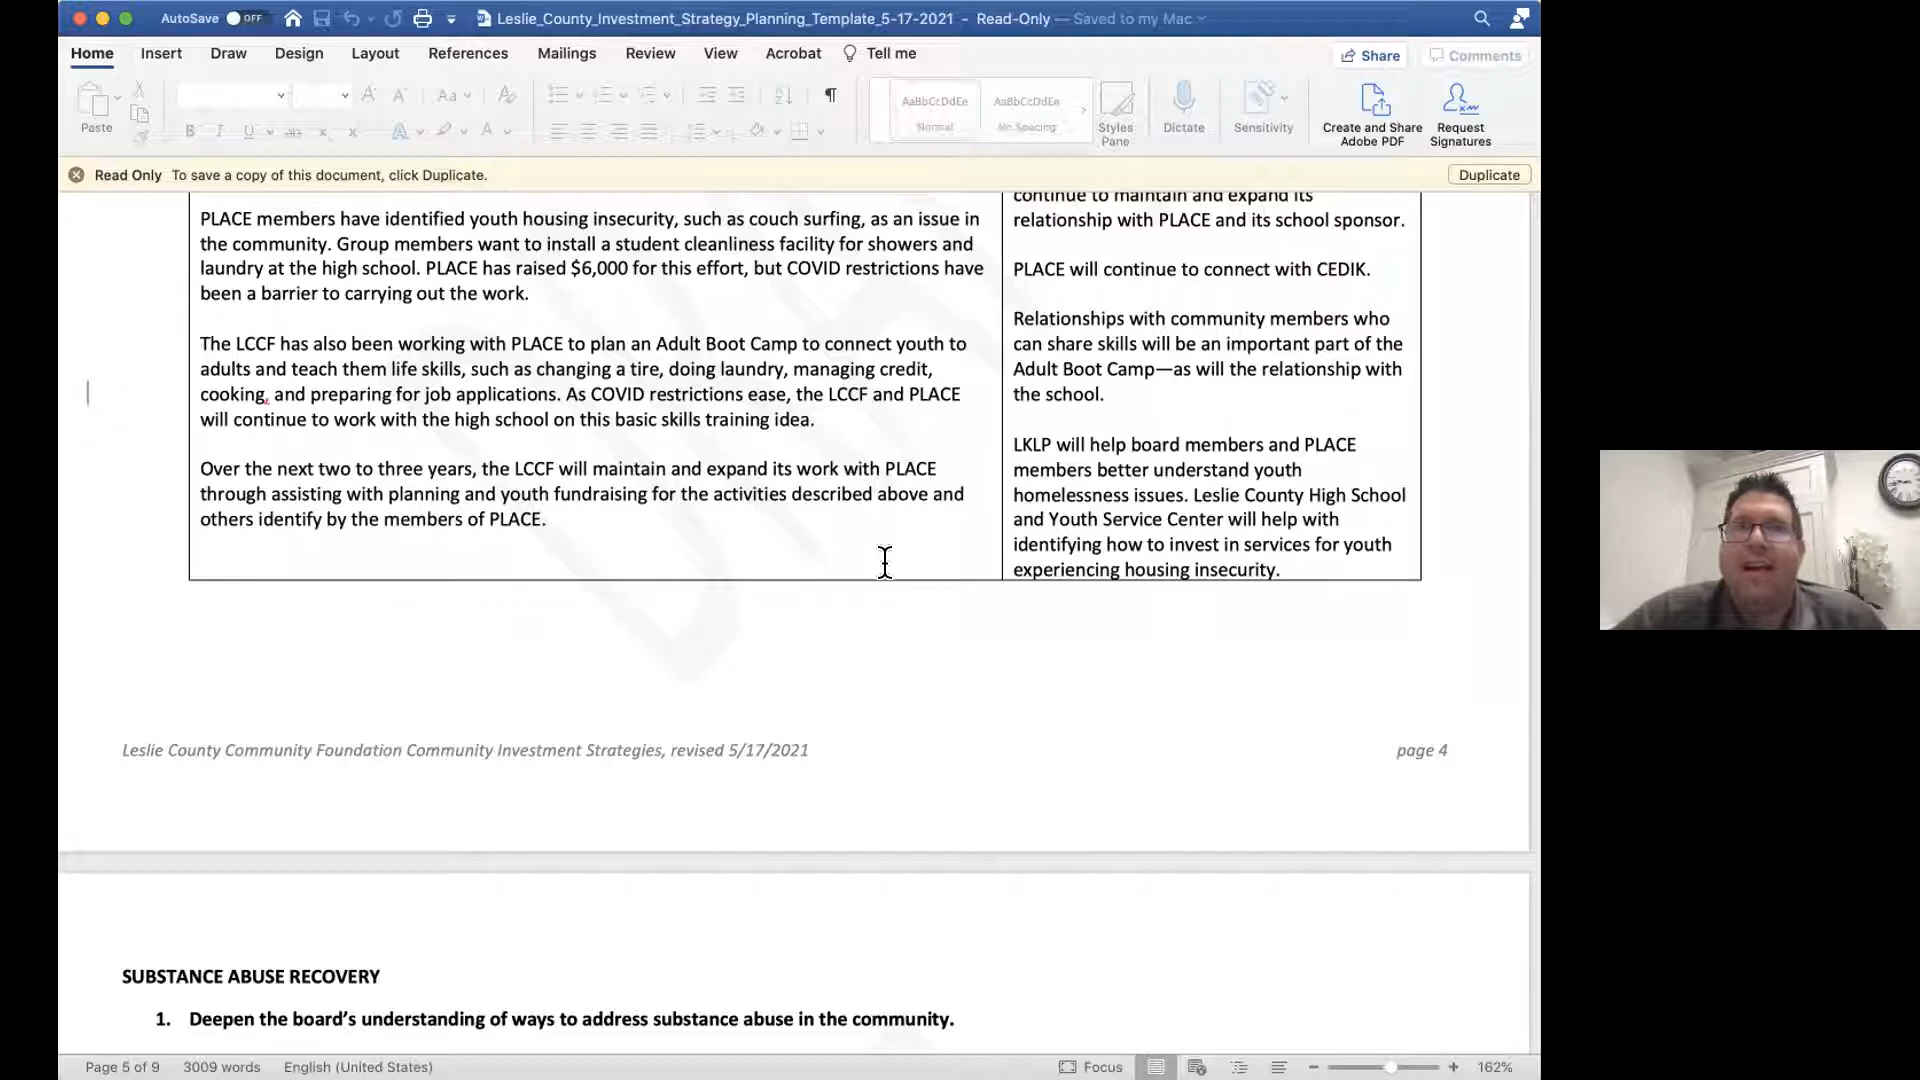 AutoSave OFF Leslie_County_Investment_Strategy_Planning_Template_5-17-2021 - Read-Only — Saved to my Mac
Home Insert Draw Design Layout References Mailings Review View Acrobat Tell me Share Comments
Paste
AaBbCcDdEe
Normal
AaBbCcDdEe
No Spacing
Styles
Pane
Dictate
Sensitivity
Create and Share
Adobe PDF
Request
Signatures
Read Only To save a copy of this document, click Duplicate. Duplicate
PLACE members have identified youth housing insecurity, such as couch surfing, as an issue in
the community. Group members want to install a student cleanliness facility for showers and
laundry at the high school. PLACE has raised $6,000 for this effort, but COVID restrictions have
been a barrier to carrying out the work.
The LCCF has also been working with PLACE to plan an Adult Boot Camp to connect youth to
adults and teach them life skills, such as changing a tire, doing laundry, managing credit,
cooking, and preparing for job applications. As COVID restrictions ease, the LCCF and PLACE
will continue to work with the high school on this basic skills training idea.
Over the next two to three years, the LCCF will maintain and expand its work with PLACE
through assisting with planning and youth fundraising for the activities described above and
others identify by the members of PLACE.
continue to maintain and expand its
relationship with PLACE and its school sponsor.
PLACE will continue to connect with CEDIK.
Relationships with community members who
can share skills will be an important part of the
Adult Boot Camp—as will the relationship with
the school.
LKLP will help board members and PLACE
members better understand youth
homelessness issues. Leslie County High School
and Youth Service Center will help with
identifying how to invest in services for youth
experiencing housing insecurity.
Leslie County Community Foundation Community Investment Strategies, revised 5/17/2021 page 4
SUBSTANCE ABUSE RECOVERY
1. Deepen the board's understanding of ways to address substance abuse in the community.
Page 5 of 9 3009 words English (United States) Focus 162%